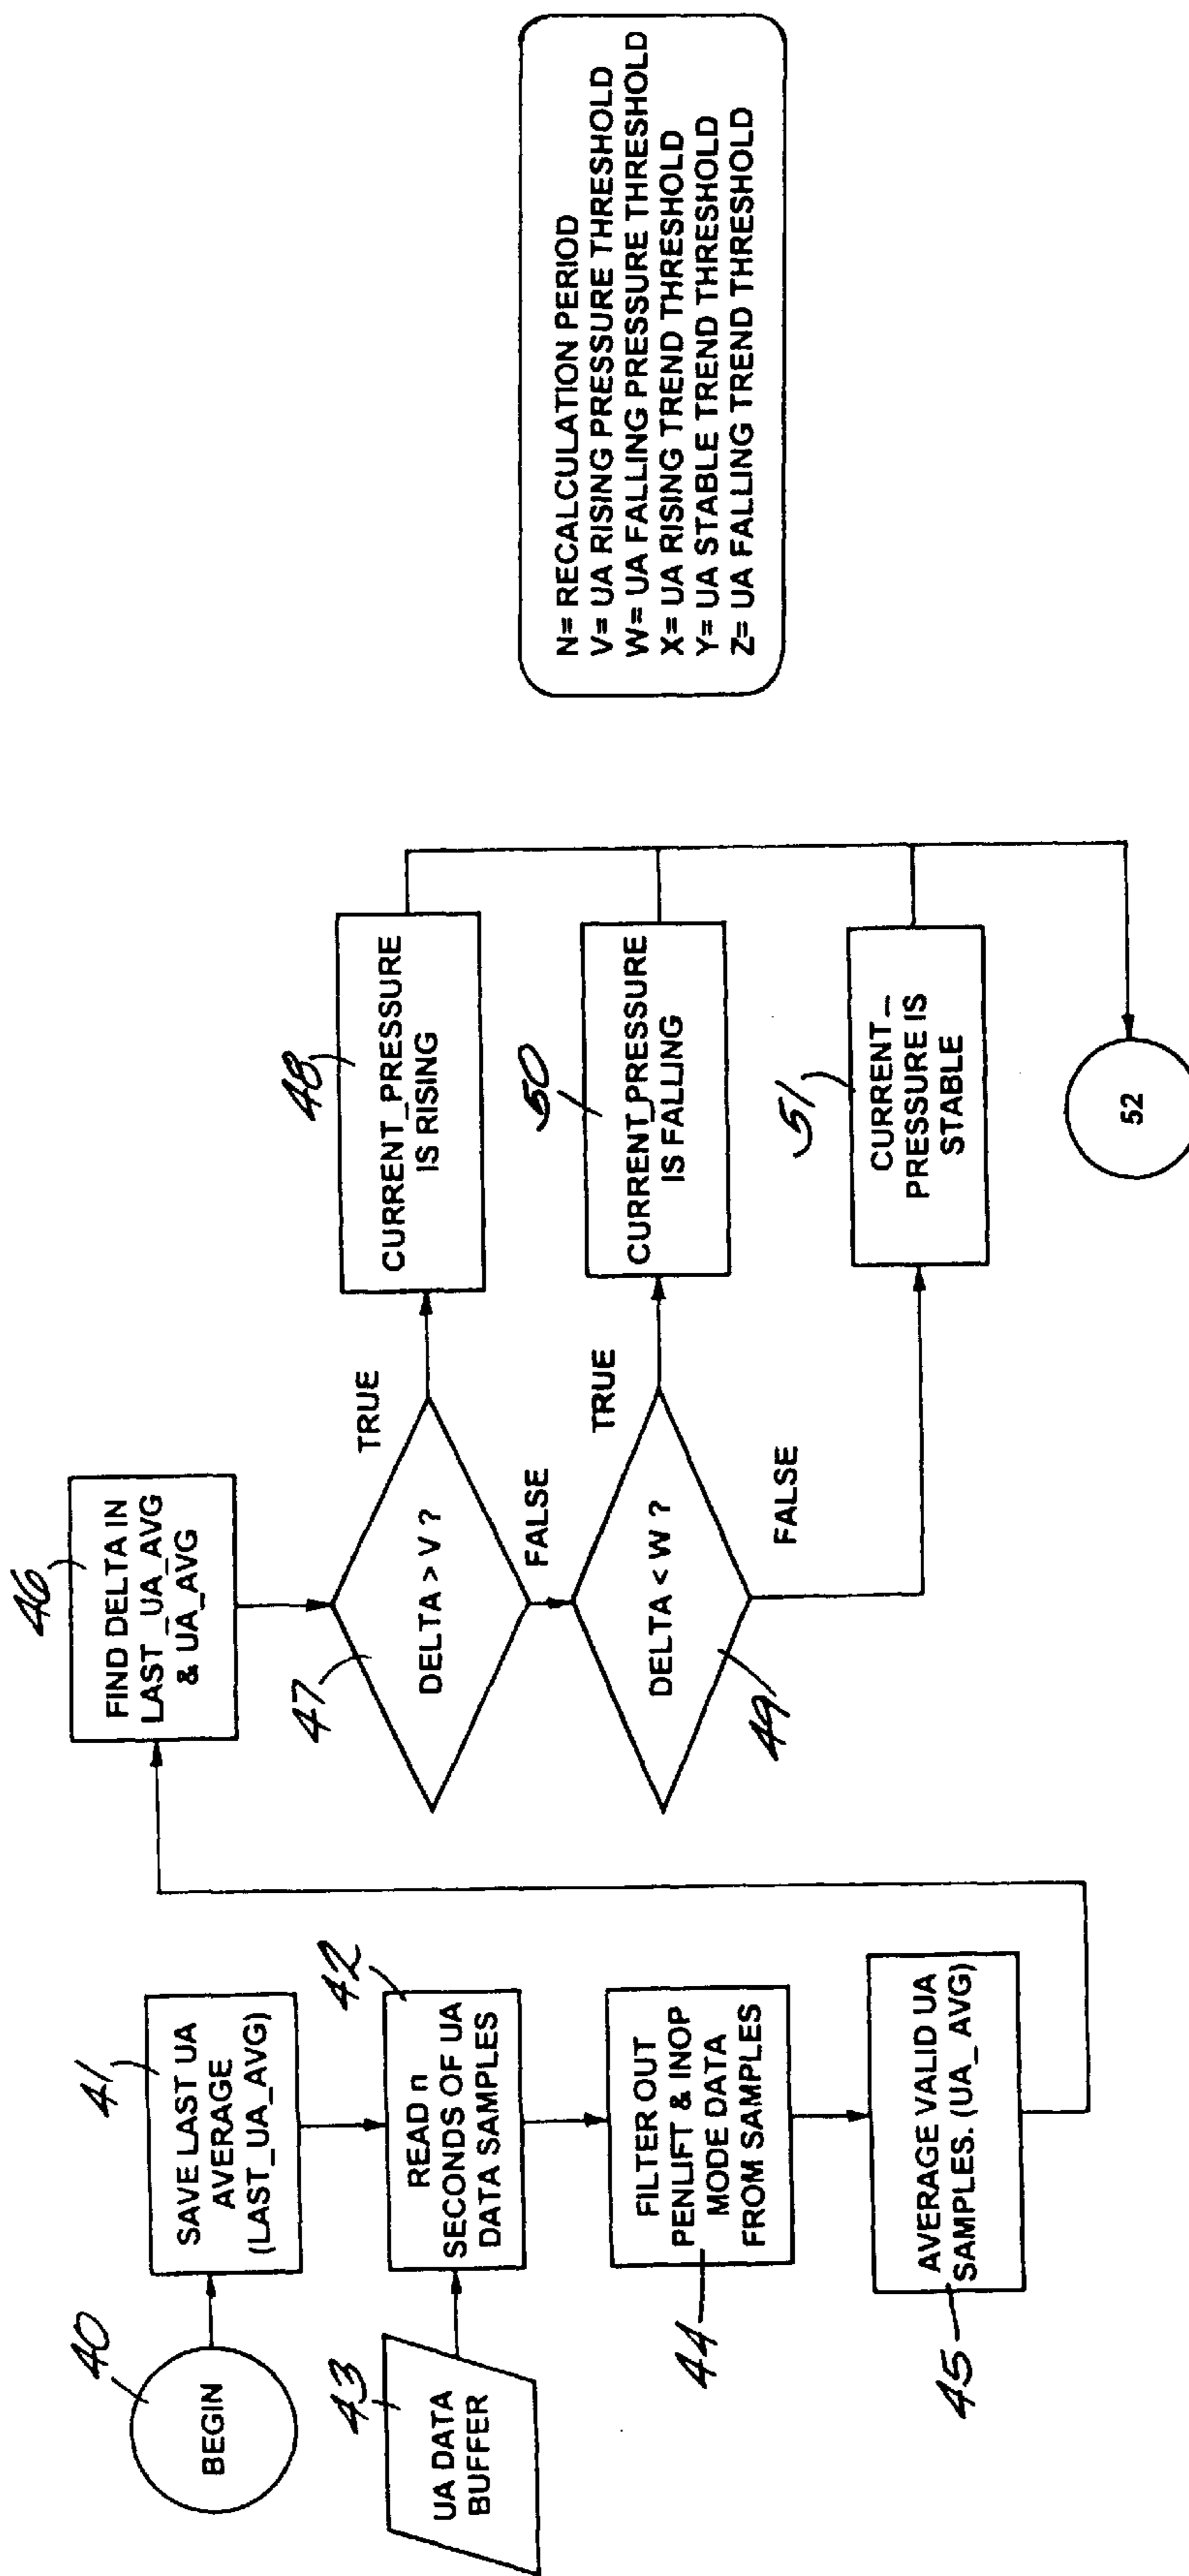 40
BEGIN
41
SAVE LAST UA
AVERAGE
(LAST_UA_AVG)
43
UA DATA
BUFFER
42
READ n
SECONDS OF UA
DATA SAMPLES
44
FILTER OUT
PENLIFT & INOP
MODE DATA
FROM SAMPLES
45
AVERAGE VALID UA
SAMPLES. (UA_ AVG)
46
FIND DELTA IN
LAST_UA_AVG
& UA_AVG
47
DELTA > V ?
TRUE
FALSE
48
CURRENT_PRESSURE
IS RISING
49
DELTA < W ?
TRUE
FALSE
50
CURRENT_PRESSURE
IS FALLING
51
CURRENT_
PRESSURE IS
STABLE
52
N= RECALCULATION PERIOD
V= UA RISING PRESSURE THRESHOLD
W= UA FALLING PRESSURE THRESHOLD
X= UA RISING TREND THRESHOLD
Y= UA STABLE TREND THRESHOLD
Z= UA FALLING TREND THRESHOLD